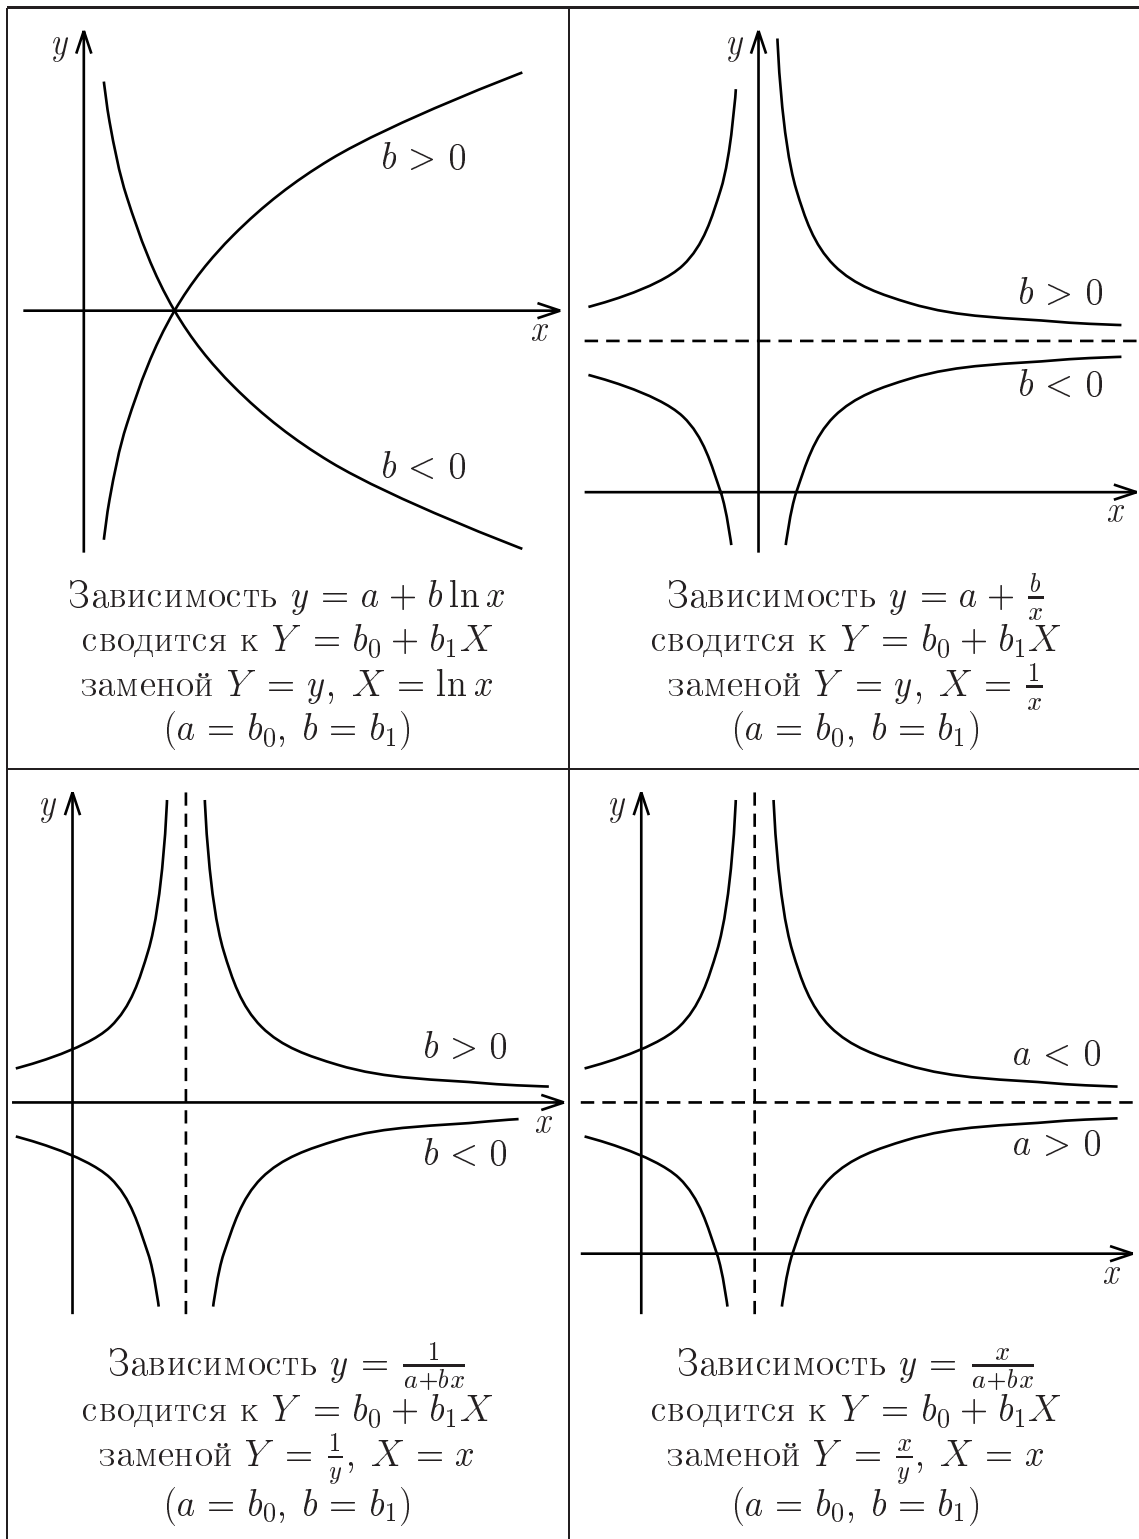 y
b > 0
x
b < 0
Зависимость y = a + b ln x
сводится к Y = b₀ + b₁X
заменой Y = y, X = ln x
(a = b₀, b = b₁)
y
b > 0
b < 0
x
Зависимость y = a + b/x
сводится к Y = b₀ + b₁X
заменой Y = y, X = 1/x
(a = b₀, b = b₁)
y
b > 0
x
b < 0
Зависимость y = 1/(a+bx)
сводится к Y = b₀ + b₁X
заменой Y = 1/y, X = x
(a = b₀, b = b₁)
y
a < 0
a > 0
x
Зависимость y = x/(a+bx)
сводится к Y = b₀ + b₁X
заменой Y = x/y, X = x
(a = b₀, b = b₁)